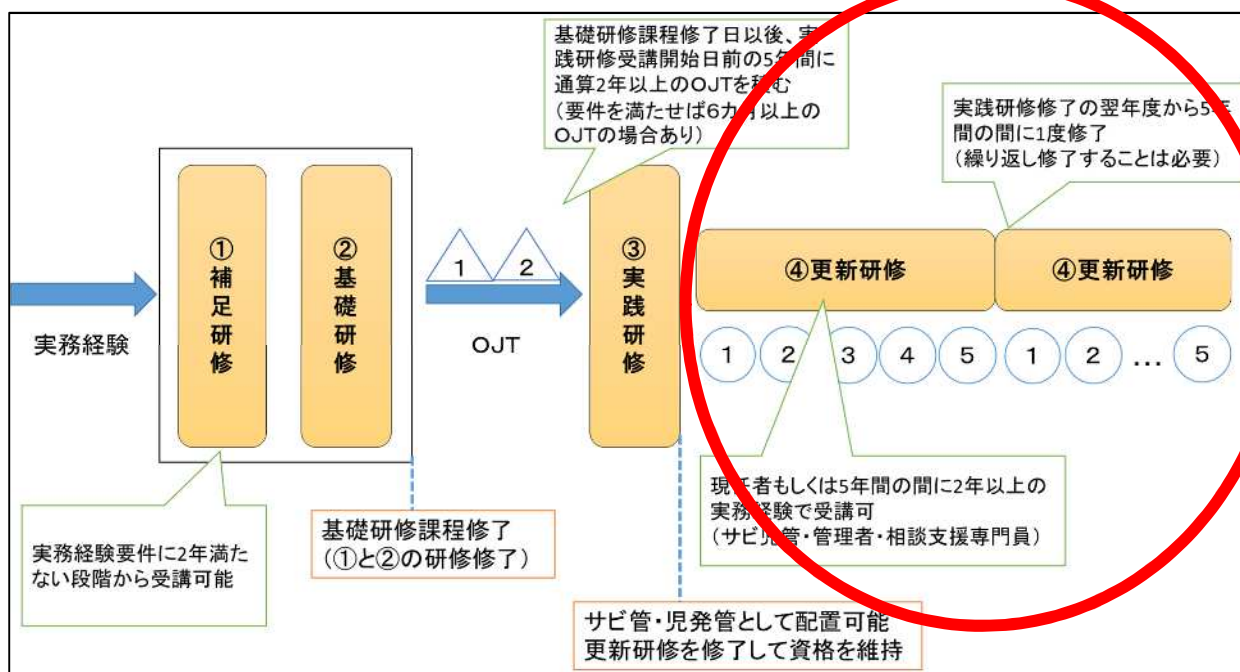 基礎研修課程修了日以後、実
践研修受講開始日前の5年間に
通算2年以上のOJTを積む
(要件を満たせば6カ月以上の
OJTの場合あり)
実践研修修了の翌年度から5年
間の間に1度修了
(繰り返し修了することは必要)
実務経験
①補足研修
②基礎研修
1
2
OJT
③実践研修
④更新研修
④更新研修
1
2
3
4
5
1
2
…
5
実務経験要件に2年満た
ない段階から受講可能
基礎研修課程修了
(①と②の研修修了)
現任者もしくは5年間の間に2年以上の
実務経験で受講可
(サビ児管・管理者・相談支援専門員)
サビ管・児発管として配置可能
更新研修を修了して資格を維持